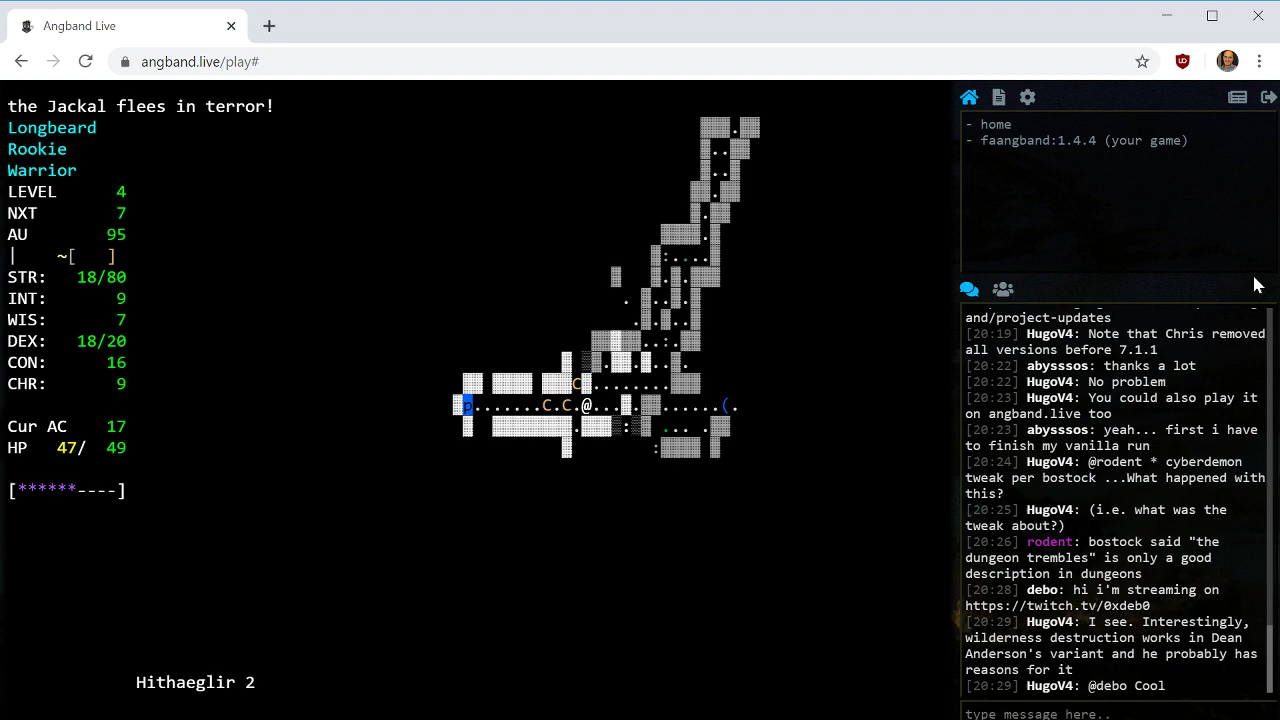 Angband Live
angband.live/play#
the Jackal flees in terror!
Longbeard
Rookie
Warrior
LEVEL 4
NXT 7
AU 95
| ~[ ]
STR: 18/80
INT: 9
WIS: 7
DEX: 18/20
CON: 16
CHR: 9
Cur AC 17
HP 47/ 49
[******----]
C
p.......C.C.@...
(.
Hithaeglir 2
- home
- faangband:1.4.4 (your game)
and/project-updates
[20:19] HugoV4: Note that Chris removed
all versions before 7.1.1
[20:22] abysssos: thanks a lot
[20:22] HugoV4: No problem
[20:23] HugoV4: You could also play it
on angband.live too
[20:23] abysssos: yeah... first i have
to finish my vanilla run
[20:24] HugoV4: @rodent * cyberdemon
tweak per bostock ...What happened with
this?
[20:25] HugoV4: (i.e. what was the
tweak about?)
[20:26] rodent: bostock said "the
dungeon trembles" is only a good
description in dungeons
[20:28] debo: hi i'm streaming on
https://twitch.tv/0xdeb0
[20:29] HugoV4: I see. Interestingly,
wilderness destruction works in Dean
Anderson's variant and he probably has
reasons for it
[20:29] HugoV4: @debo Cool
type message here..